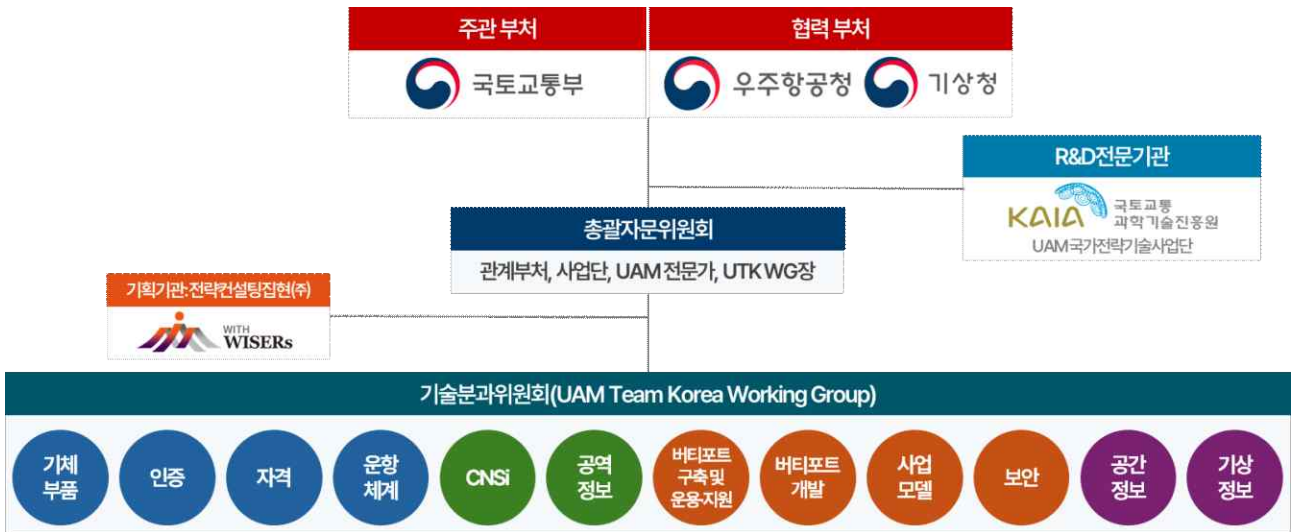 주관 부처
협력 부처
국토교통부
우주항공청
기상청
R&D전문기관
KAIA
국토교통
과학기술진흥원
UAM국가전략기술사업단
총괄자문위원회
관계부처, 사업단, UAM 전문가, UTK WG장
기획기관:전략컨설팅집현(주)
WITH
WISERs
기술분과위원회(UAM Team Korea Working Group)
기체
부품
인증
자격
운항
체계
CNSi
공역
정보
버티포트
구축 및
운용·지원
버티포트
개발
사업
모델
보안
공간
정보
기상
정보